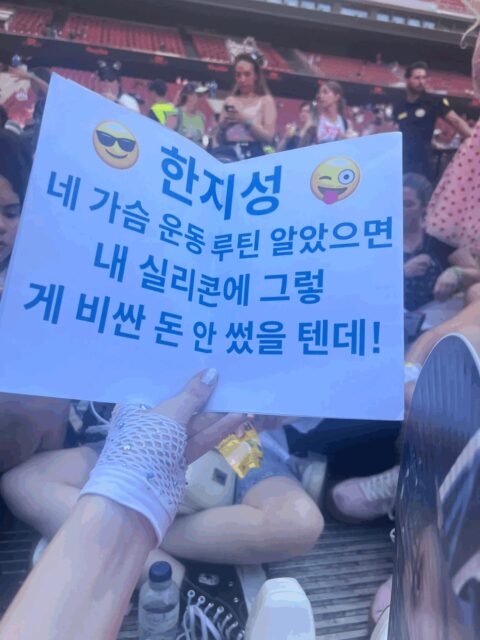 한지성
네 가슴 운동 루틴 알았으면
내 실리콘에 그렇
게 비싼 돈 안 썼을 텐데!